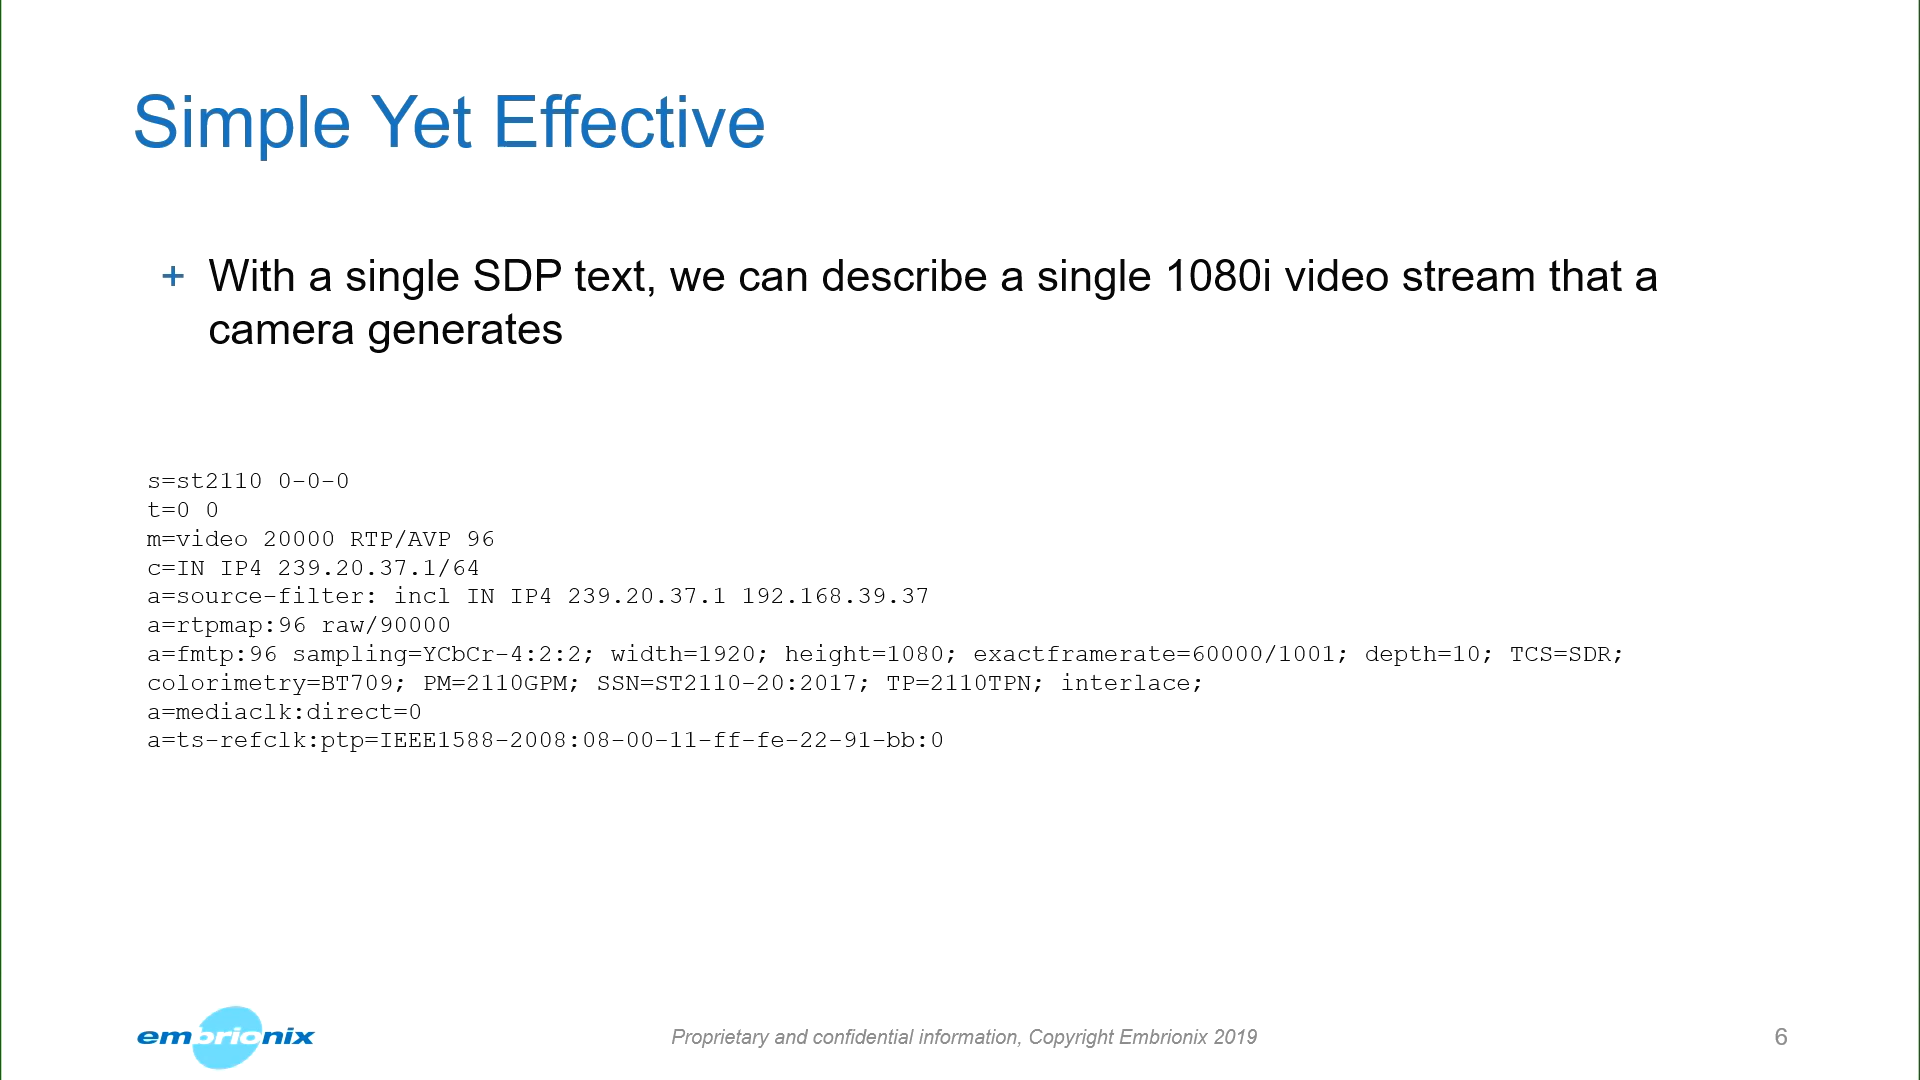 Simple Yet Effective
+ With a single SDP text, we can describe a single 1080i video stream that a
camera generates
s=st2110 0-0-0
t=0 0
m=video 20000 RTP/AVP 96
c=IN IP4 239.20.37.1/64
a=source-filter: incl IN IP4 239.20.37.1 192.168.39.37
a=rtpmap:96 raw/90000
a=fmtp:96 sampling=YCbCr-4:2:2; width=1920; height=1080; exactframerate=60000/1001; depth=10; TCS=SDR;
colorimetry=BT709; PM=2110GPM; SSN=ST2110-20:2017; TP=2110TPN; interlace;
a=mediaclk:direct=0
a=ts-refclk:ptp=IEEE1588-2008:08-00-11-ff-fe-22-91-bb:0
embrionix
Proprietary and confidential information, Copyright Embrionix 2019
6